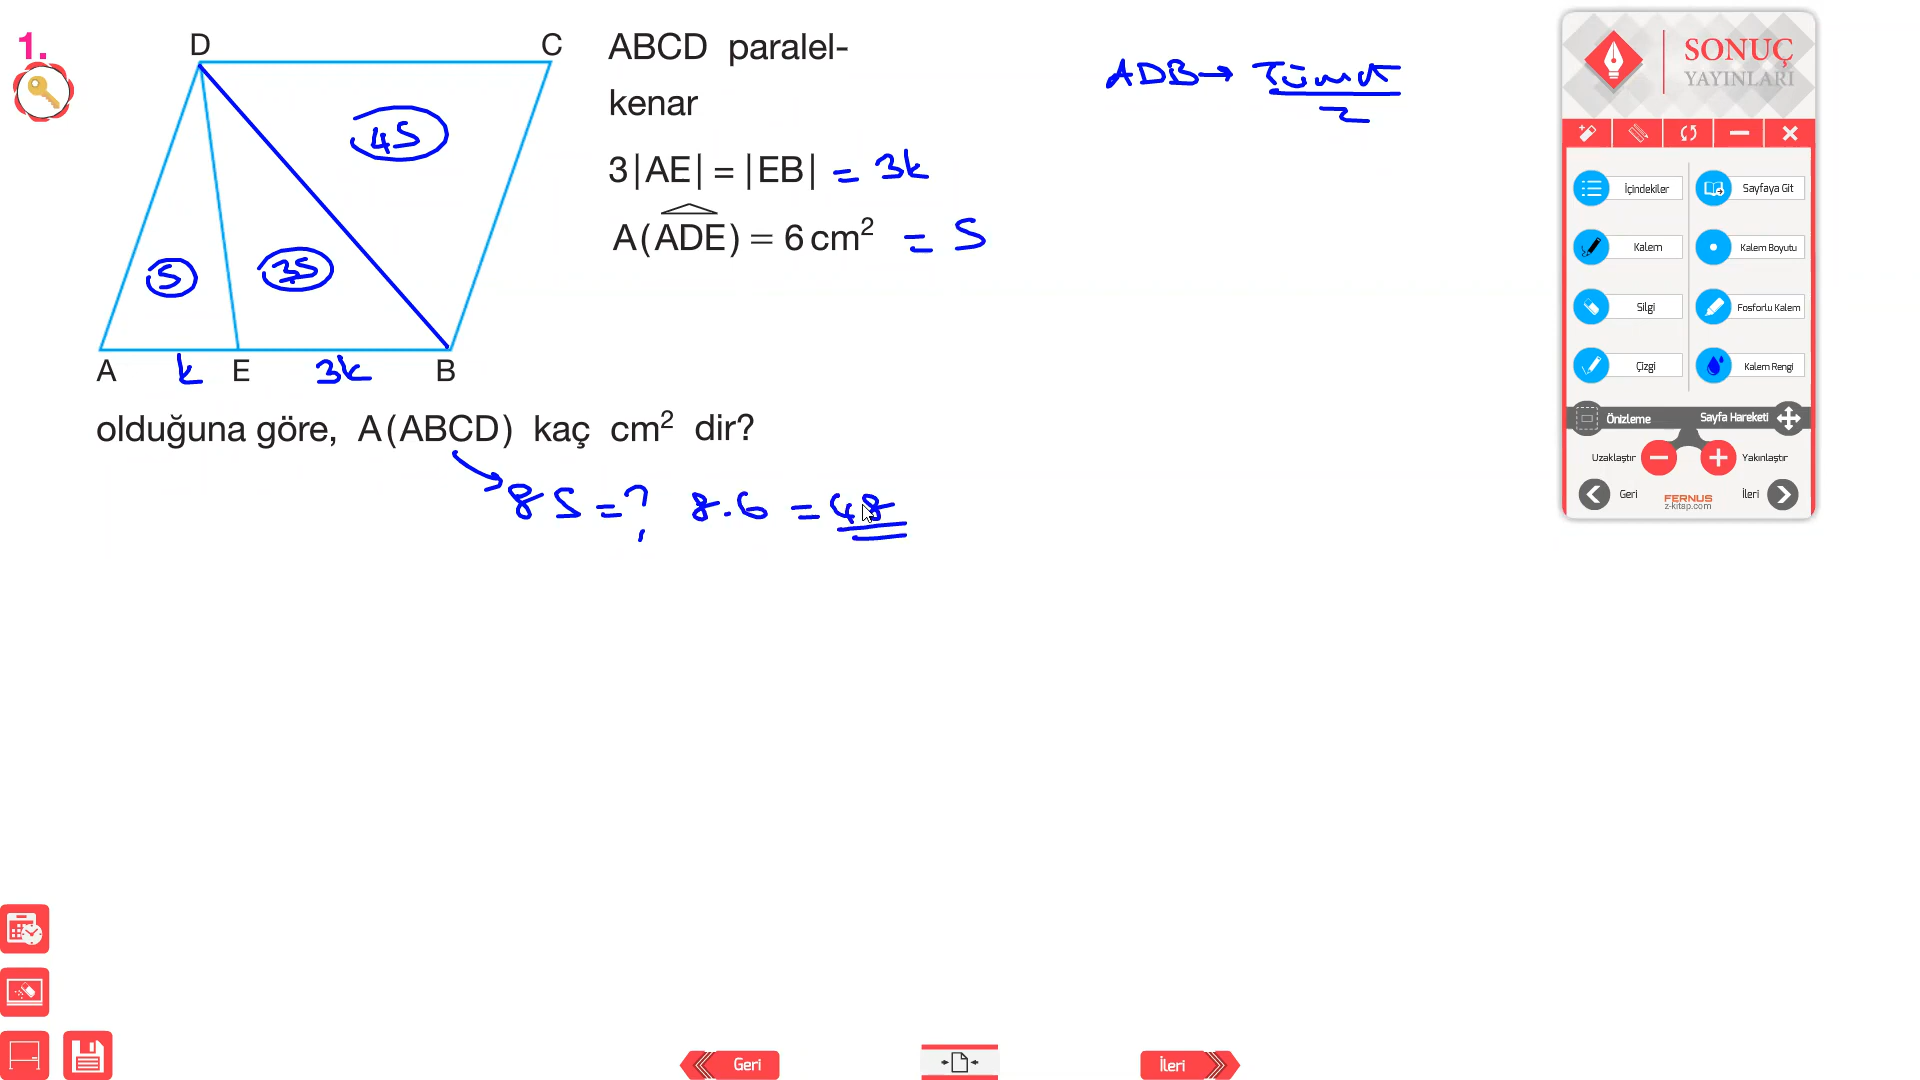 1.
D
C
ABCD paralel-
kenar
3|AE| = |EB| = 3k
A(ADE) = 6 cm² = S
ADB → Tümü
2
4S
S
3S
A
k
E
3k
B
olduğuna göre, A(ABCD) kaç cm² dir?
8S = ? 8.6 = 48
SONUÇ
YAYINLARI
İçindekiler
Sayfaya Git
Kalem
Kalem Boyutu
Silgi
Fosforlu Kalem
Çizgi
Kalem Rengi
Önizleme
Sayfa Hareketi
Uzaklaştır
Yakınlaştır
Geri
FERNUS
z-kitap.com
İleri
Geri
İleri